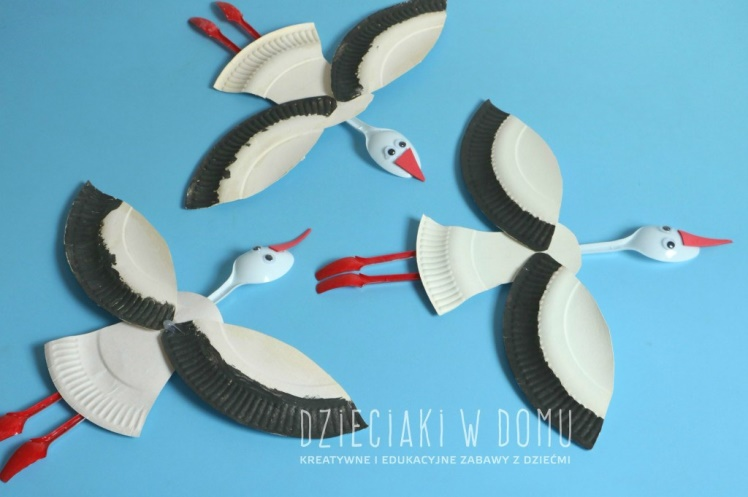 DZIECIAKI W DOMU
KREATYWNE I EDUKACYJNE ZABAWY Z DZIEĆMI